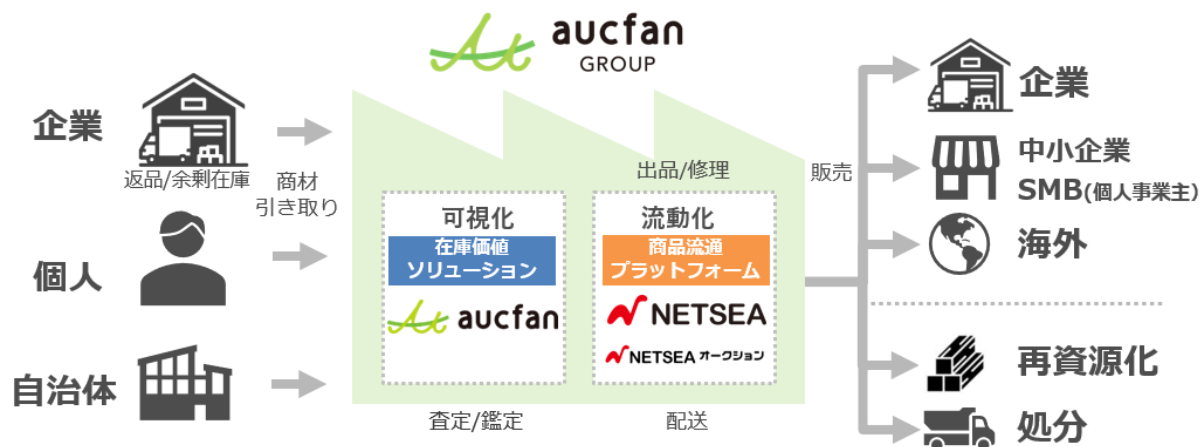 aucfan
GROUP
企業
返品/余剰在庫
商材
引き取り
個人
自治体
出品/修理
可視化
在庫価値
ソリューション
aucfan
流動化
商品流通
プラットフォーム
NETSEA
NETSEA オークション
査定/鑑定
配送
販売
企業
中小企業
SMB(個人事業主)
海外
再資源化
処分